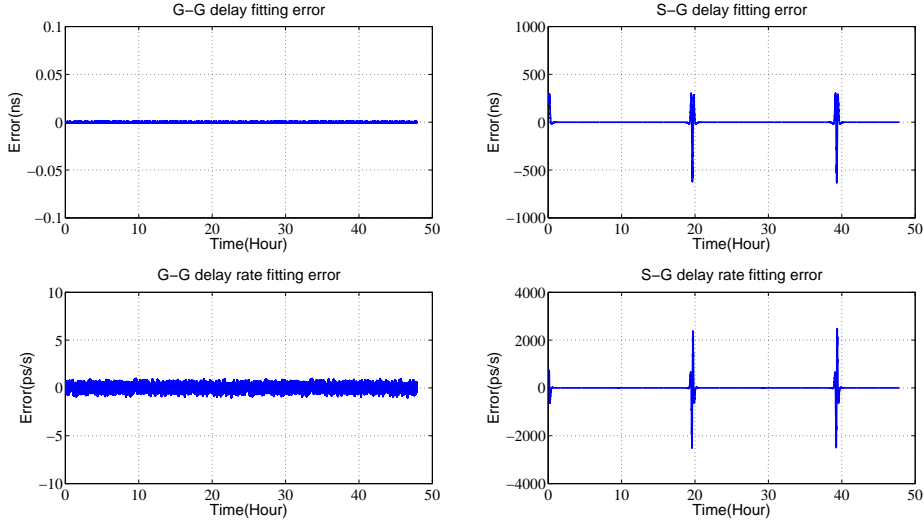 G−G delay fitting error
0.1
0.05
0
−0.05
−0.1
Error(ns)
0 10 20 30 40 50
Time(Hour)
S−G delay fitting error
1000
500
0
−500
−1000
Error(ns)
0 10 20 30 40 50
Time(Hour)
G−G delay rate fitting error
10
5
0
−5
−10
Error(ps/s)
0 10 20 30 40 50
Time(Hour)
S−G delay rate fitting error
4000
2000
0
−2000
−4000
Error(ps/s)
0 10 20 30 40 50
Time(Hour)